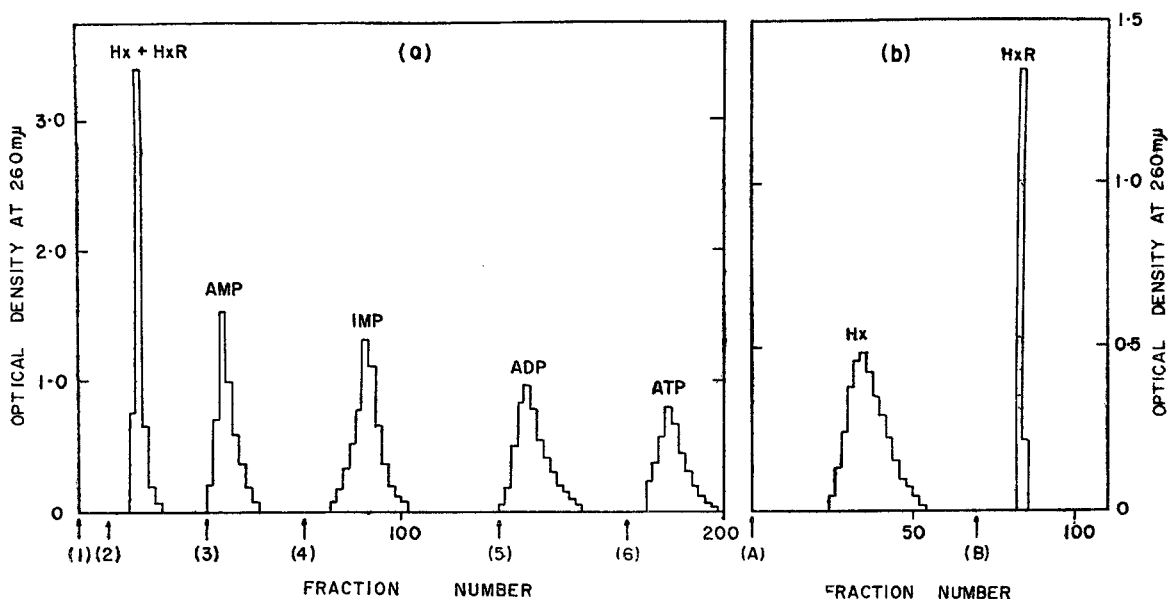 (a)
Hx + HxR
AMP
IMP
ADP
ATP
3·0
2·0
1·0
0
OPTICAL DENSITY AT 260mμ
100
200
(1) (2) (3) (4) (5) (6)
FRACTION NUMBER
(b)
HxR
Hx
1·5
1·0
0·5
0
OPTICAL DENSITY AT 260mμ
50
100
(A) (B)
FRACTION NUMBER